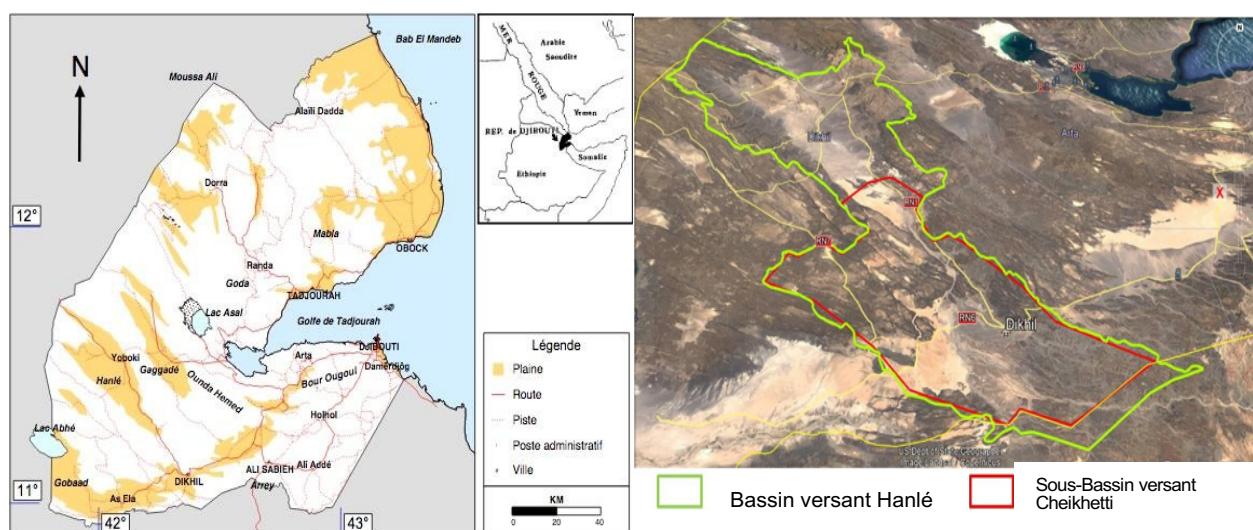 Bab El Mandeb
N
Moussa Ali
Alaïli Dadda
Dorra
12°
Mabla
OBOCK
Randa
Goda
TADJOURAH
Lac Asal
Golfe de Tadjourah
DJIBOUTI
Yoboki
Gaggadé
Hanlé
Ounda Hemed
Arta
Bour Ougoul
Damerdjôg
Holhol
Lac Abhé
ALI SABIEH
Ali Addé
DIKHIL
Arrey
Gobaad
As Ela
11°
42°
43°
MER
ROUGE
Arabie
Saoudite
Yemen
REP. de DJIBOUTI
Somalie
Ethiopie
Légende
Plaine
Route
Piste
Poste administratif
Ville
KM
0 20 40
N
Dikhil
Arta
RN1
RN7
RN6
Dikhil
X
Bassin versant Hanlé
Sous-Bassin versant
Cheikhetti